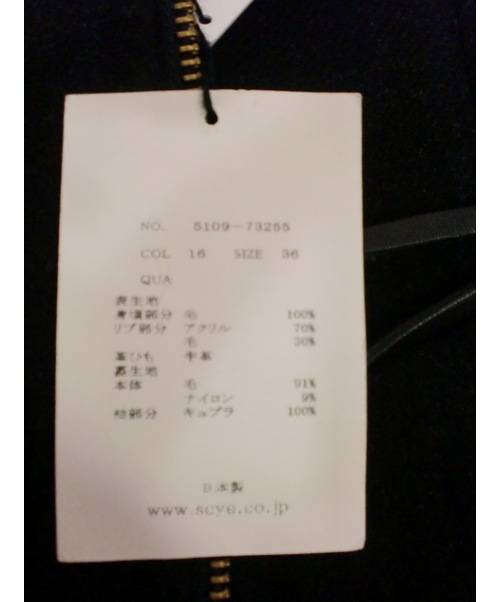 NO. 5109-73255
COL 16 SIZE 36
QUA
表生地
身頃部分 毛 100%
リブ部分 アクリル 70%
毛 30%
革ひも 牛革
裏生地
本体 毛 91%
ナイロン 9%
袖部分 キュプラ 100%
日本製
www.scye.co.jp